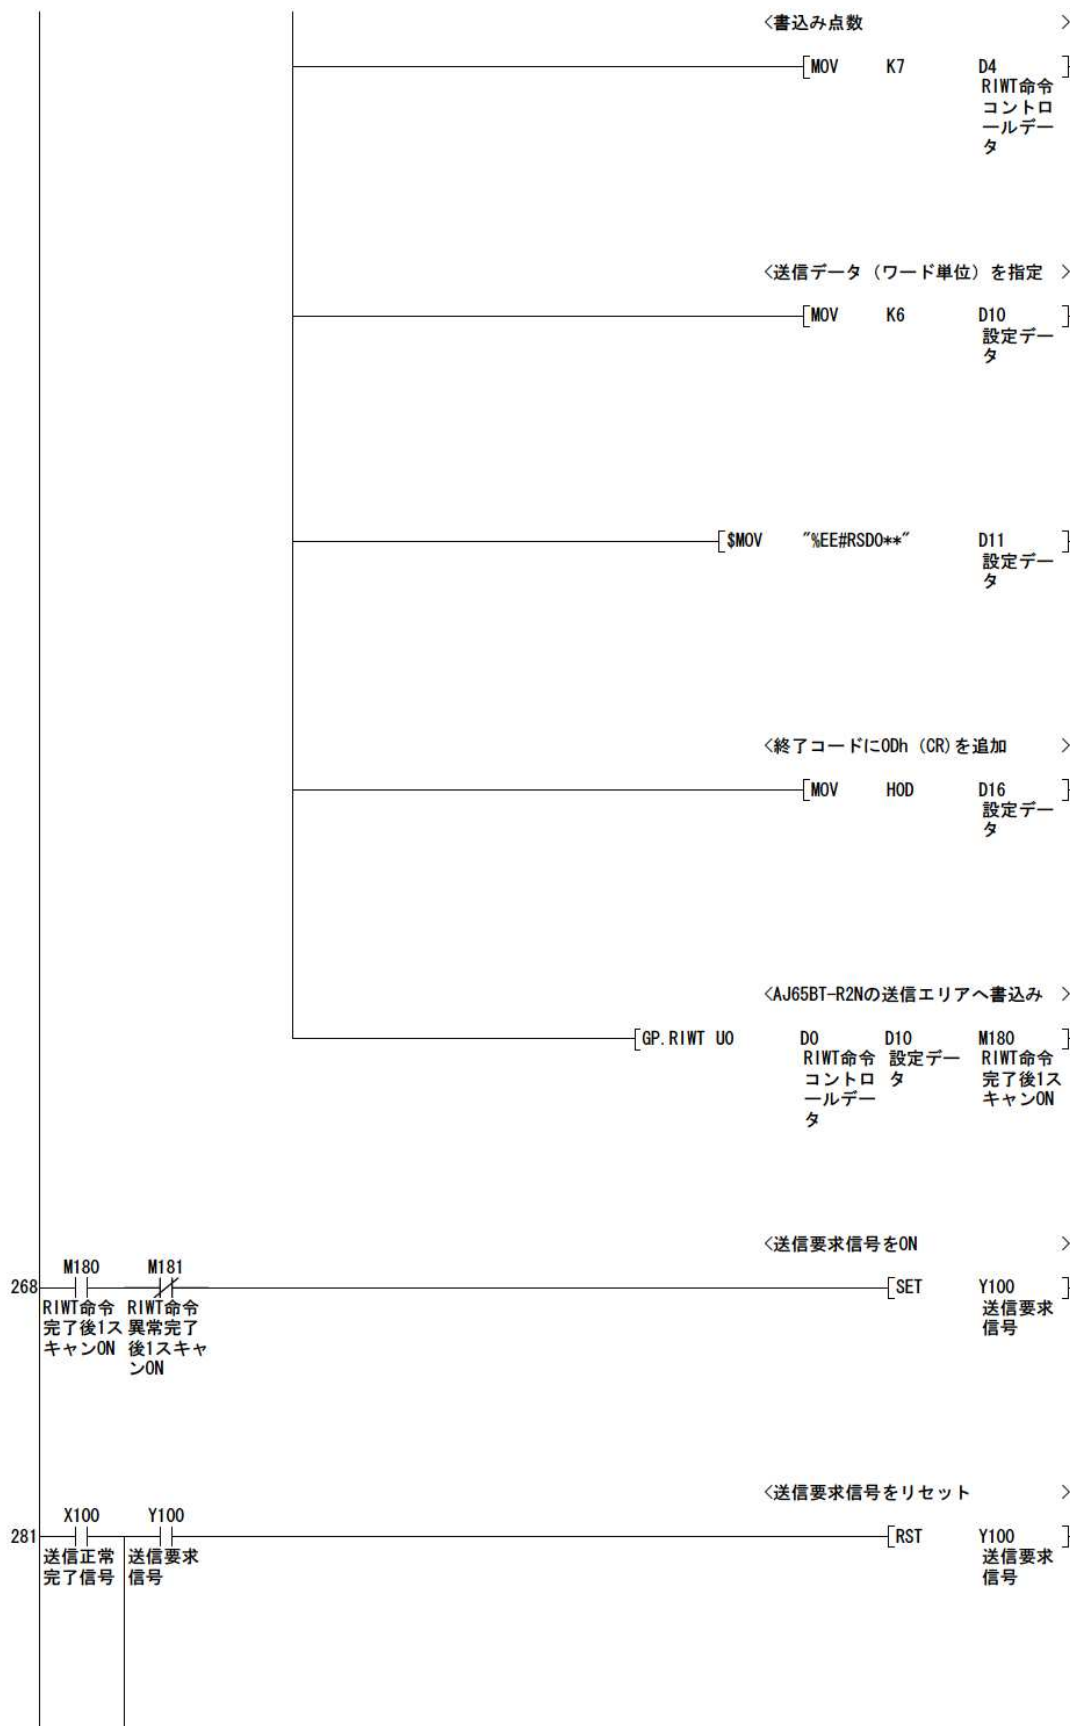 <書込み点数 >
[MOV K7 D4 ]
RIWT命令
コントロ
ールデー
タ
<送信データ (ワード単位) を指定 >
[MOV K6 D10 ]
設定デー
タ
[$MOV "%EE#RSD0**" D11 ]
設定デー
タ
<終了コードに0Dh (CR)を追加 >
[MOV H0D D16 ]
設定デー
タ
<AJ65BT-R2Nの送信エリアへ書込み >
[GP.RIWT U0 D0 D10 M180 ]
RIWT命令 設定デー RIWT命令
コントロ タ 完了後1ス
ールデー キャンON
タ
<送信要求信号をON >
M180 M181
268 [SET Y100 ]
RIWT命令 RIWT命令 送信要求
完了後1ス 異常完了 信号
キャンON 後1スキャ
ンON
<送信要求信号をリセット >
X100 Y100
281 [RST Y100 ]
送信正常 送信要求 送信要求
完了信号 信号 信号